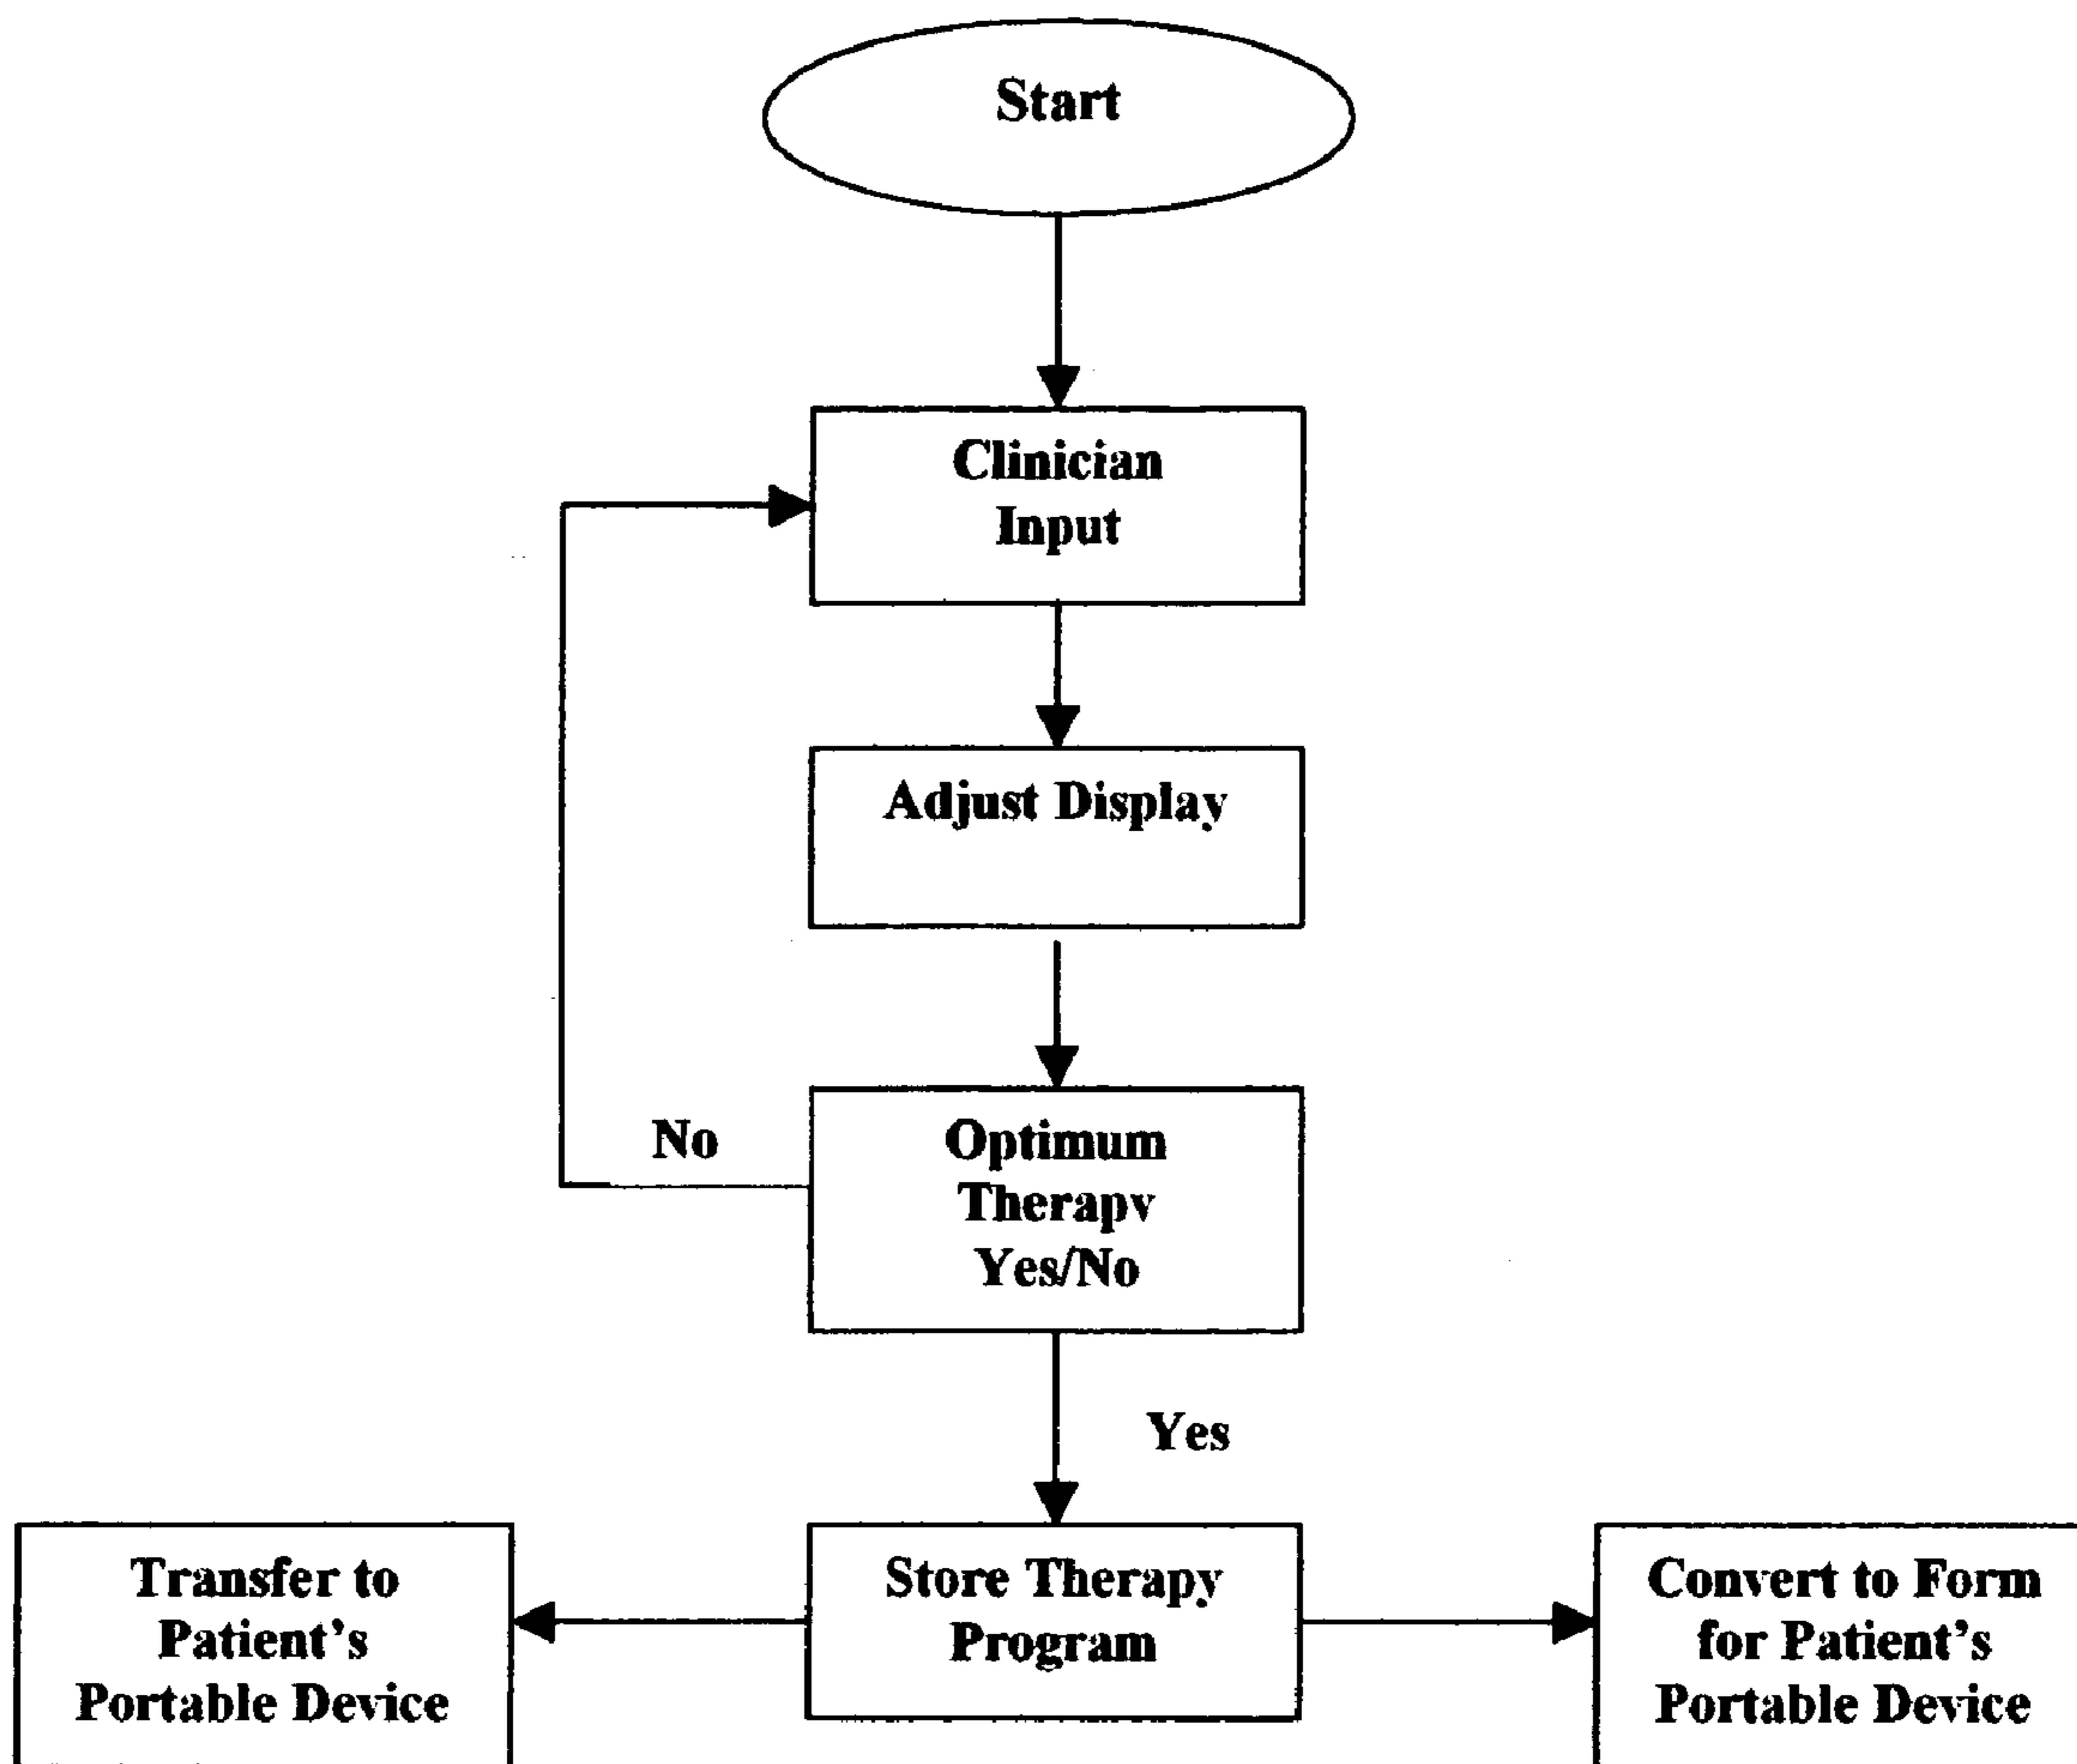 Start
Clinician
Input
Adjust Display
No
Optimum
Therapy
Yes/No
Yes
Transfer to
Patient's
Portable Device
Store Therapy
Program
Convert to Form
for Patient's
Portable Device